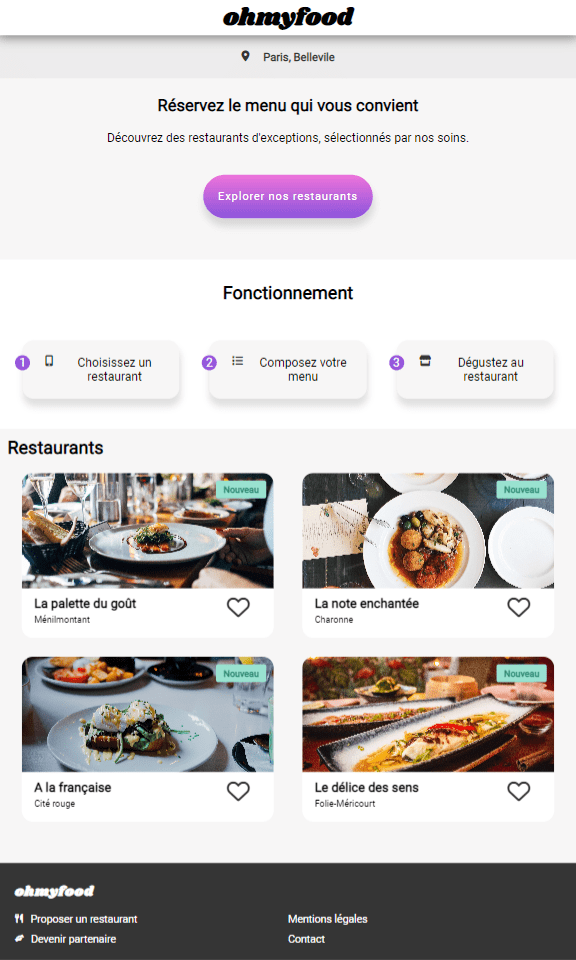 ohmyfood
Paris, Bellevile
Réservez le menu qui vous convient
Découvrez des restaurants d'exceptions, sélectionnés par nos soins.
Explorer nos restaurants
Fonctionnement
1
Choisissez un
restaurant
2
Composez votre
menu
3
Dégustez au
restaurant
Restaurants
Nouveau
La palette du goût
Ménilmontant
Nouveau
La note enchantée
Charonne
Nouveau
A la française
Cité rouge
Nouveau
Le délice des sens
Folie-Méricourt
ohmyfood
Proposer un restaurant
Devenir partenaire
Mentions légales
Contact